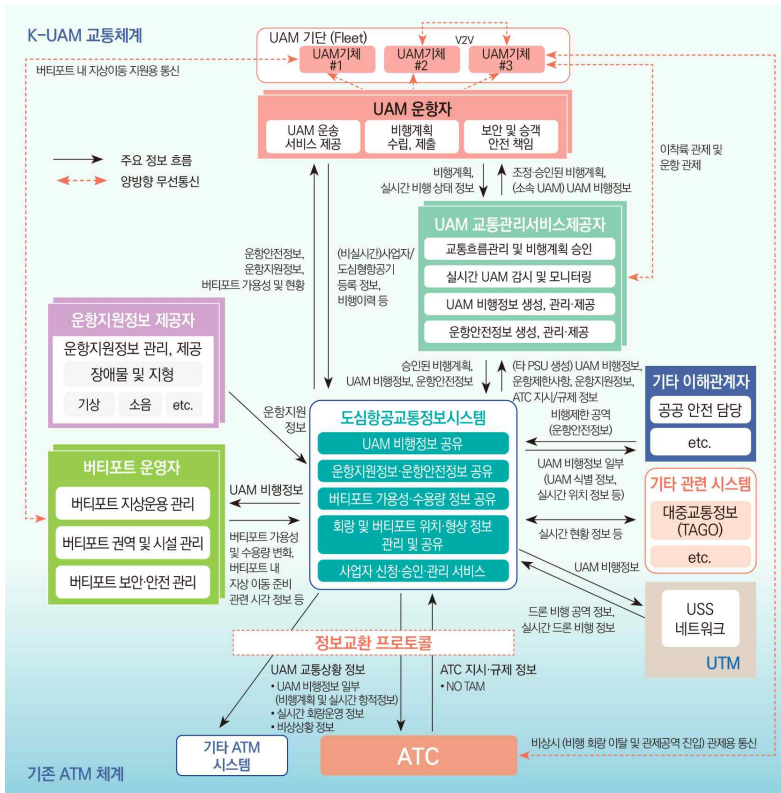 K-UAM 교통체계
UAM 기단 (Fleet)
V2V
UAM기체
#1
UAM기체
#2
UAM기체
#3
버티포트 내 지상이동 지원용 통신
UAM 운항자
UAM 운송
서비스 제공
비행계획
수립, 제출
보안 및 승객
안전 책임
주요 정보 흐름
양방향 무선통신
이착륙 관제 및
운항 관제
비행계획,
실시간 비행 상태 정보
조정·승인된 비행계획,
(소속 UAM) UAM 비행정보
UAM 교통관리서비스제공자
교통흐름관리 및 비행계획 승인
실시간 UAM 감시 및 모니터링
UAM 비행정보 생성, 관리·제공
운항안전정보 생성, 관리·제공
운항안전정보,
운항지원정보,
버티포트 가용성 및 현황
(비실시간)사업자/
도심형항공기
등록 정보,
비행이력 등
운항지원정보 제공자
운항지원정보 관리, 제공
장애물 및 지형
기상
소음
etc.
운항지원
정보
승인된 비행계획,
UAM 비행정보, 운항안전정보
(타 PSU 생성) UAM 비행정보,
운항제한사항, 운항지원정보,
ATC 지시/규제 정보
기타 이해관계자
공공 안전 담당
etc.
비행제한 공역
(운항안전정보)
UAM 비행정보 일부
(UAM 식별 정보,
실시간 위치 정보 등)
도심항공교통정보시스템
UAM 비행정보 공유
운항지원정보·운항안전정보 공유
버티포트 가용성·수용량 정보 공유
회랑 및 버티포트 위치·형상 정보
관리 및 공유
사업자 신청·승인·관리 서비스
버티포트 운영자
버티포트 지상운용 관리
버티포트 권역 및 시설 관리
버티포트 보안·안전 관리
UAM 비행정보
버티포트 가용성
및 수용량 변화,
버티포트 내
지상 이동 준비
관련 시각 정보 등
기타 관련 시스템
대중교통정보
(TAGO)
etc.
실시간 현황 정보 등
UAM 비행정보
드론 비행 공역 정보,
실시간 드론 비행 정보
USS
네트워크
UTM
정보교환 프로토콜
UAM 교통상황 정보
• UAM 비행정보 일부
(비행계획 및 실시간 항적정보)
• 실시간 회랑운영 정보
• 비상상황 정보
ATC 지시·규제 정보
• NO TAM
기타 ATM
시스템
ATC
비상시 (비행 회랑 이탈 및 관제공역 진입) 관제용 통신
기존 ATM 체계